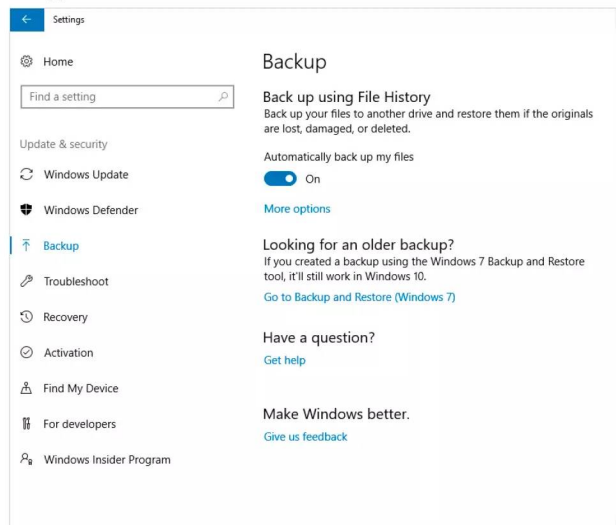 Settings
Home
Find a setting
Update & security
Windows Update
Windows Defender
Backup
Troubleshoot
Recovery
Activation
Find My Device
For developers
Windows Insider Program
Backup
Back up using File History
Back up your files to another drive and restore them if the originals
are lost, damaged, or deleted.
Automatically back up my files
On
More options
Looking for an older backup?
If you created a backup using the Windows 7 Backup and Restore
tool, it'll still work in Windows 10.
Go to Backup and Restore (Windows 7)
Have a question?
Get help
Make Windows better.
Give us feedback